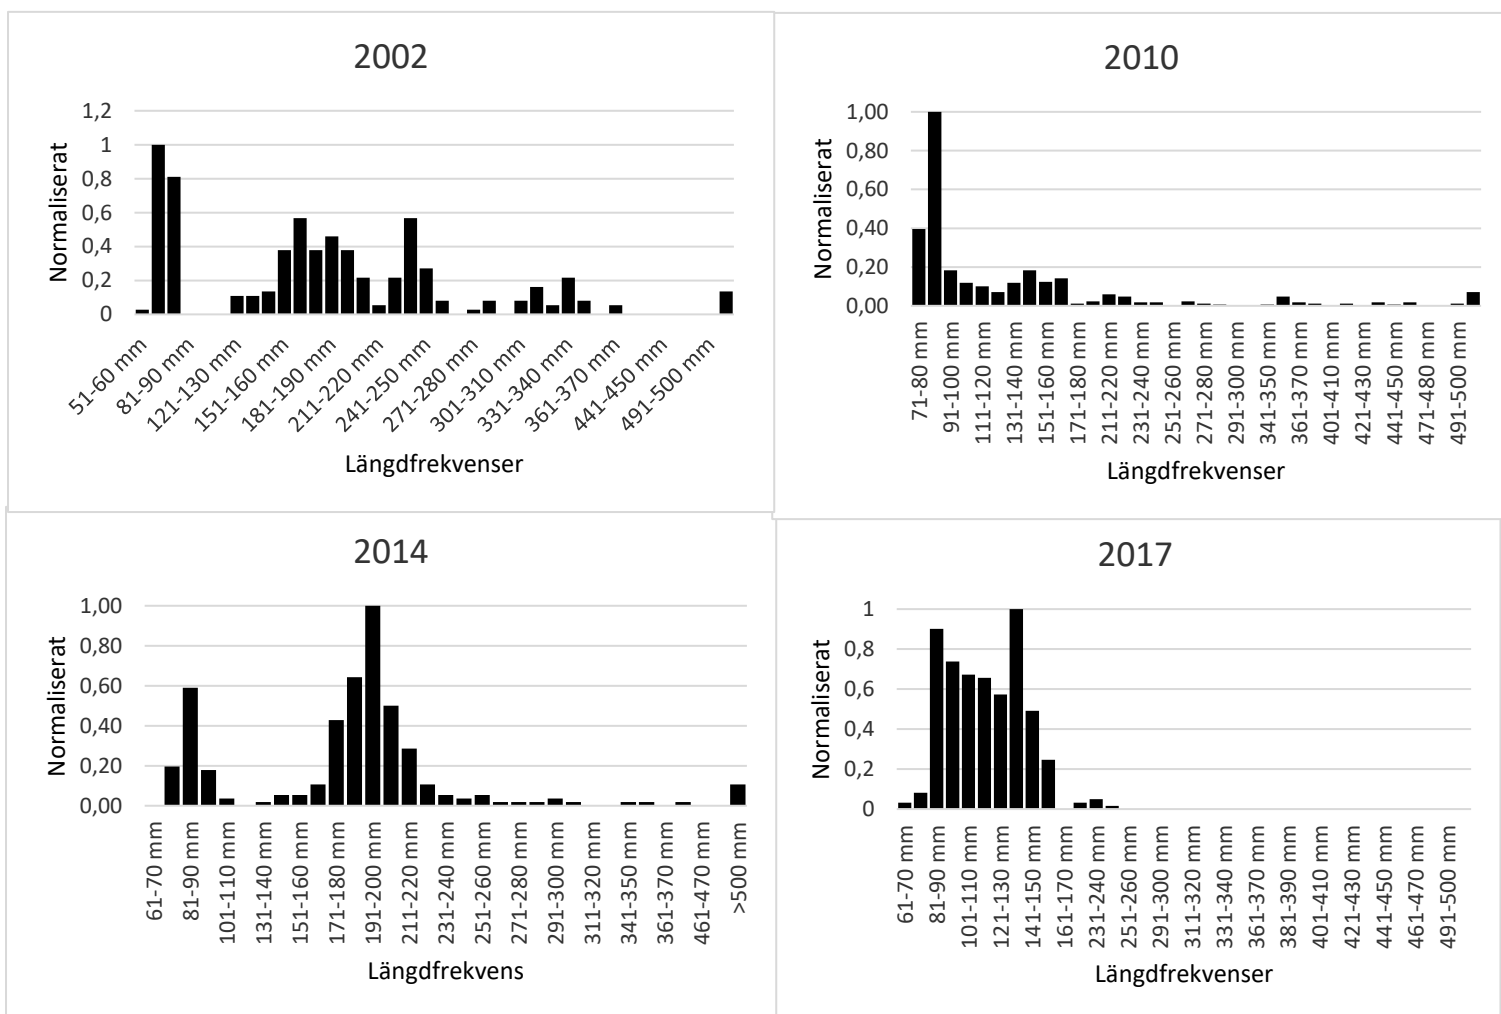 2002
1,2
1
0,8
0,6
0,4
0,2
0
Normaliserat
51-60 mm
81-90 mm
121-130 mm
151-160 mm
181-190 mm
211-220 mm
241-250 mm
271-280 mm
301-310 mm
331-340 mm
361-370 mm
441-450 mm
491-500 mm
Längdfrekvenser
2010
1,00
0,80
0,60
0,40
0,20
0,00
Normaliserat
71-80 mm
91-100 mm
111-120 mm
131-140 mm
151-160 mm
171-180 mm
211-220 mm
231-240 mm
251-260 mm
271-280 mm
291-300 mm
341-350 mm
361-370 mm
401-410 mm
421-430 mm
441-450 mm
471-480 mm
491-500 mm
Längdfrekvenser
2014
1,00
0,80
0,60
0,40
0,20
0,00
Normaliserat
61-70 mm
81-90 mm
101-110 mm
131-140 mm
151-160 mm
171-180 mm
191-200 mm
211-220 mm
231-240 mm
251-260 mm
271-280 mm
291-300 mm
311-320 mm
341-350 mm
361-370 mm
461-470 mm
>500 mm
Längdfrekvens
2017
1
0,8
0,6
0,4
0,2
0
Normaliserat
61-70 mm
81-90 mm
101-110 mm
121-130 mm
141-150 mm
161-170 mm
231-240 mm
251-260 mm
291-300 mm
311-320 mm
331-340 mm
361-370 mm
381-390 mm
401-410 mm
421-430 mm
441-450 mm
461-470 mm
491-500 mm
Längdfrekvenser